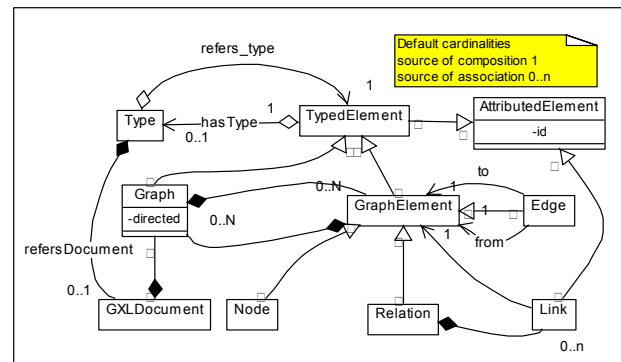 refers_type
Default cardinalities
source of composition 1
source of association 0..n
1
1
Type
hasType
TypedElement
AttributedElement
-id
0..1
to
Graph
-directed
0..N
0..N
GraphElement
1
1
Edge
refersDocument
1
from
0..1
GXLDocument
Node
Relation
Link
0..n